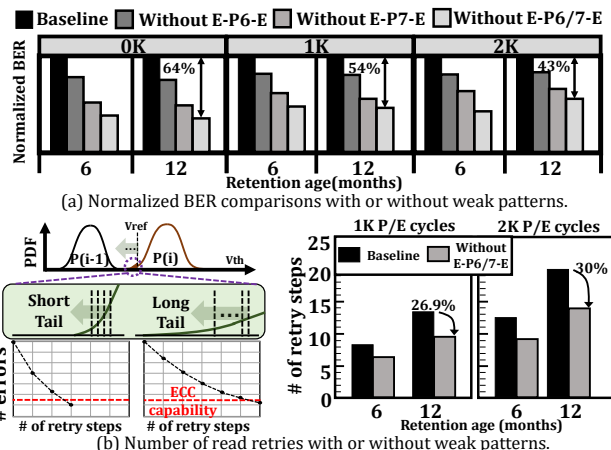 Baseline Without E-P6-E Without E-P7-E Without E-P6/7-E
0K 1K 2K
Normalized BER
64% 54% 43%
6 12 6 12 6 12
Retention age(months)
(a) Normalized BER comparisons with or without weak patterns.
Vref
...
PDF
P(i-1) P(i) Vth
Short Tail
Long Tail
...
# errors
ECC capability
# of retry steps # of retry steps
1K P/E cycles 2K P/E cycles
# of retry steps
25
20
15
10
5
0
Baseline
Without E-P6/7-E
26.9% 30%
6 12 6 12
Retention age (months)
(b) Number of read retries with or without weak patterns.